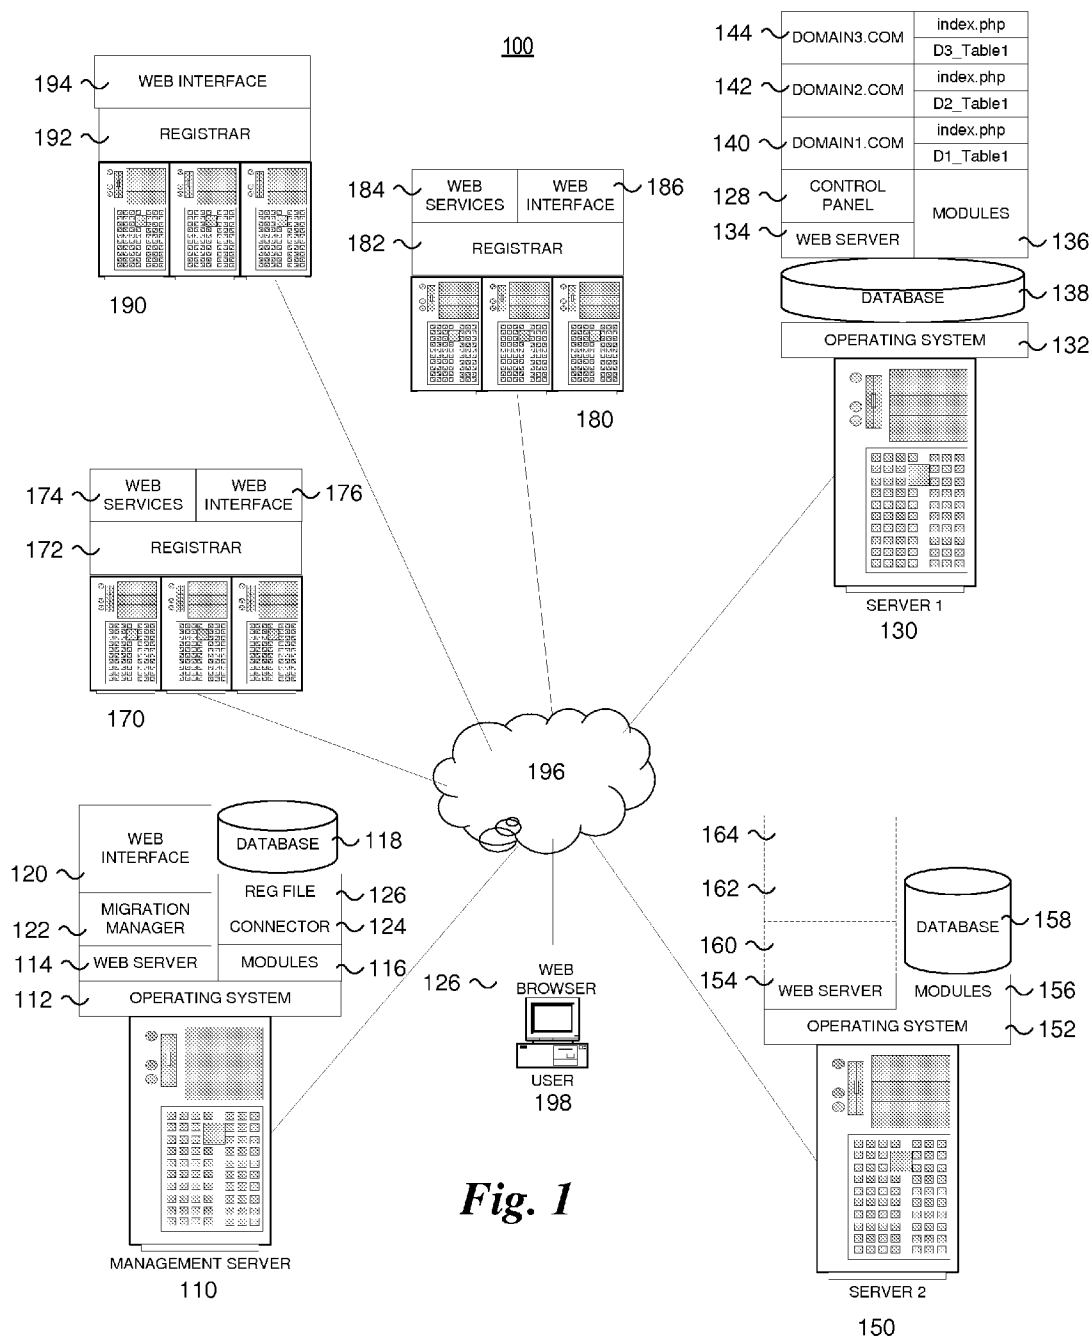 100
194
WEB INTERFACE
192
REGISTRAR
190
184
WEB
SERVICES
WEB
INTERFACE
186
182
REGISTRAR
180
144
DOMAIN3.COM
index.php
D3_Table1
142
DOMAIN2.COM
index.php
D2_Table1
140
DOMAIN1.COM
index.php
D1_Table1
128
CONTROL
PANEL
MODULES
134
WEB SERVER
136
DATABASE
138
OPERATING SYSTEM
132
SERVER 1
130
174
WEB
SERVICES
WEB
INTERFACE
176
172
REGISTRAR
170
196
120
WEB
INTERFACE
DATABASE
118
REG FILE
126
122
MIGRATION
MANAGER
CONNECTOR
124
114
WEB SERVER
MODULES
116
112
OPERATING SYSTEM
MANAGEMENT SERVER
110
126
WEB
BROWSER
USER
198
164
162
160
154
WEB SERVER
DATABASE
158
MODULES
156
OPERATING SYSTEM
152
SERVER 2
150
Fig. 1